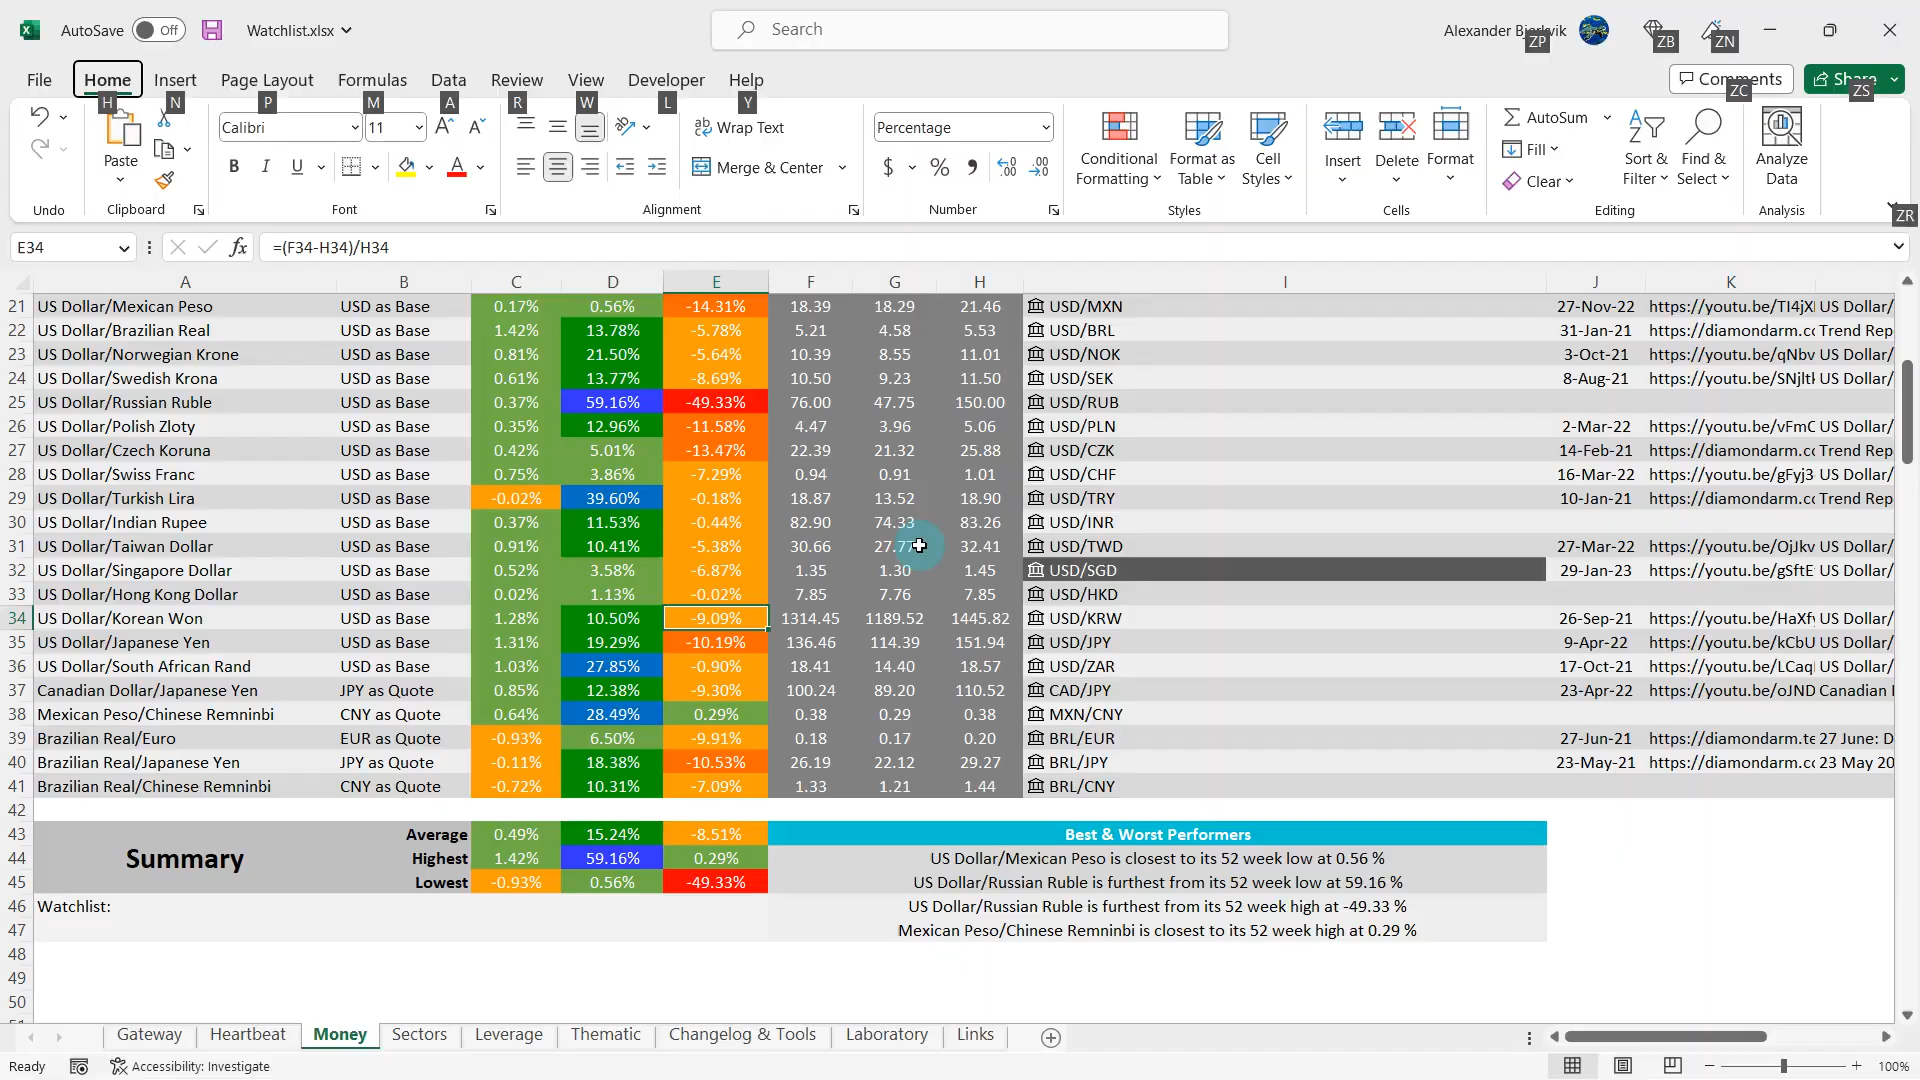 AutoSave Off Watchlist.xlsx Search Alexander Bjerkvik ZP ZB ZN
File Home Insert Page Layout Formulas Data Review View Developer Help Comments Share
H N P M A R W L Y ZC ZS
Calibri 11 Wrap Text Percentage AutoSum
Paste B I U Merge & Center $ % Conditional Formatting Format as Table Cell Styles Insert Delete Format Fill Clear Sort & Filter Find & Select Analyze Data
Undo Clipboard Font Alignment Number Styles Cells Editing Analysis ZR
E34 fx =(F34-H34)/H34
A B C D E F G H I J K
21 US Dollar/Mexican Peso USD as Base 0.17% 0.56% -14.31% 18.39 18.29 21.46 USD/MXN 27-Nov-22 https://youtu.be/TI4jX US Dollar/
22 US Dollar/Brazilian Real USD as Base 1.42% 13.78% -5.78% 5.21 4.58 5.53 USD/BRL 31-Jan-21 https://diamondarm.cc Trend Rep
23 US Dollar/Norwegian Krone USD as Base 0.81% 21.50% -5.64% 10.39 8.55 11.01 USD/NOK 3-Oct-21 https://youtu.be/qNbv US Dollar/
24 US Dollar/Swedish Krona USD as Base 0.61% 13.77% -8.69% 10.50 9.23 11.50 USD/SEK 8-Aug-21 https://youtu.be/SNjltl US Dollar/
25 US Dollar/Russian Ruble USD as Base 0.37% 59.16% -49.33% 76.00 47.75 150.00 USD/RUB
26 US Dollar/Polish Zloty USD as Base 0.35% 12.96% -11.58% 4.47 3.96 5.06 USD/PLN 2-Mar-22 https://youtu.be/vFmC US Dollar/
27 US Dollar/Czech Koruna USD as Base 0.42% 5.01% -13.47% 22.39 21.32 25.88 USD/CZK 14-Feb-21 https://diamondarm.cc Trend Rep
28 US Dollar/Swiss Franc USD as Base 0.75% 3.86% -7.29% 0.94 0.91 1.01 USD/CHF 16-Mar-22 https://youtu.be/gFyj3 US Dollar/
29 US Dollar/Turkish Lira USD as Base -0.02% 39.60% -0.18% 18.87 13.52 18.90 USD/TRY 10-Jan-21 https://diamondarm.cc Trend Rep
30 US Dollar/Indian Rupee USD as Base 0.37% 11.53% -0.44% 82.90 74.33 83.26 USD/INR
31 US Dollar/Taiwan Dollar USD as Base 0.91% 10.41% -5.38% 30.66 27.77 32.41 USD/TWD 27-Mar-22 https://youtu.be/OjJkv US Dollar/
32 US Dollar/Singapore Dollar USD as Base 0.52% 3.58% -6.87% 1.35 1.30 1.45 USD/SGD 29-Jan-23 https://youtu.be/gSftE US Dollar/
33 US Dollar/Hong Kong Dollar USD as Base 0.02% 1.13% -0.02% 7.85 7.76 7.85 USD/HKD
34 US Dollar/Korean Won USD as Base 1.28% 10.50% -9.09% 1314.45 1189.52 1445.82 USD/KRW 26-Sep-21 https://youtu.be/HaXfy US Dollar/
35 US Dollar/Japanese Yen USD as Base 1.31% 19.29% -10.19% 136.46 114.39 151.94 USD/JPY 9-Apr-22 https://youtu.be/kCbU US Dollar/
36 US Dollar/South African Rand USD as Base 1.03% 27.85% -0.90% 18.41 14.40 18.57 USD/ZAR 17-Oct-21 https://youtu.be/LCaq US Dollar/
37 Canadian Dollar/Japanese Yen JPY as Quote 0.85% 12.38% -9.30% 100.24 89.20 110.52 CAD/JPY 23-Apr-22 https://youtu.be/oJND Canadian
38 Mexican Peso/Chinese Remninbi CNY as Quote 0.64% 28.49% 0.29% 0.38 0.29 0.38 MXN/CNY
39 Brazilian Real/Euro EUR as Quote -0.93% 6.50% -9.91% 0.18 0.17 0.20 BRL/EUR 27-Jun-21 https://diamondarm.te 27 June: D
40 Brazilian Real/Japanese Yen JPY as Quote -0.11% 18.38% -10.53% 26.19 22.12 29.27 BRL/JPY 23-May-21 https://diamondarm.cc 23 May 20
41 Brazilian Real/Chinese Remninbi CNY as Quote -0.72% 10.31% -7.09% 1.33 1.21 1.44 BRL/CNY
42
43 Average 0.49% 15.24% -8.51% Best & Worst Performers
44 Summary Highest 1.42% 59.16% 0.29% US Dollar/Mexican Peso is closest to its 52 week low at 0.56 %
45 Lowest -0.93% 0.56% -49.33% US Dollar/Russian Ruble is furthest from its 52 week low at 59.16 %
46 Watchlist: US Dollar/Russian Ruble is furthest from its 52 week high at -49.33 %
47 Mexican Peso/Chinese Remninbi is closest to its 52 week high at 0.29 %
48
49
50
Gateway Heartbeat Money Sectors Leverage Thematic Changelog & Tools Laboratory Links
Ready Accessibility: Investigate 100%